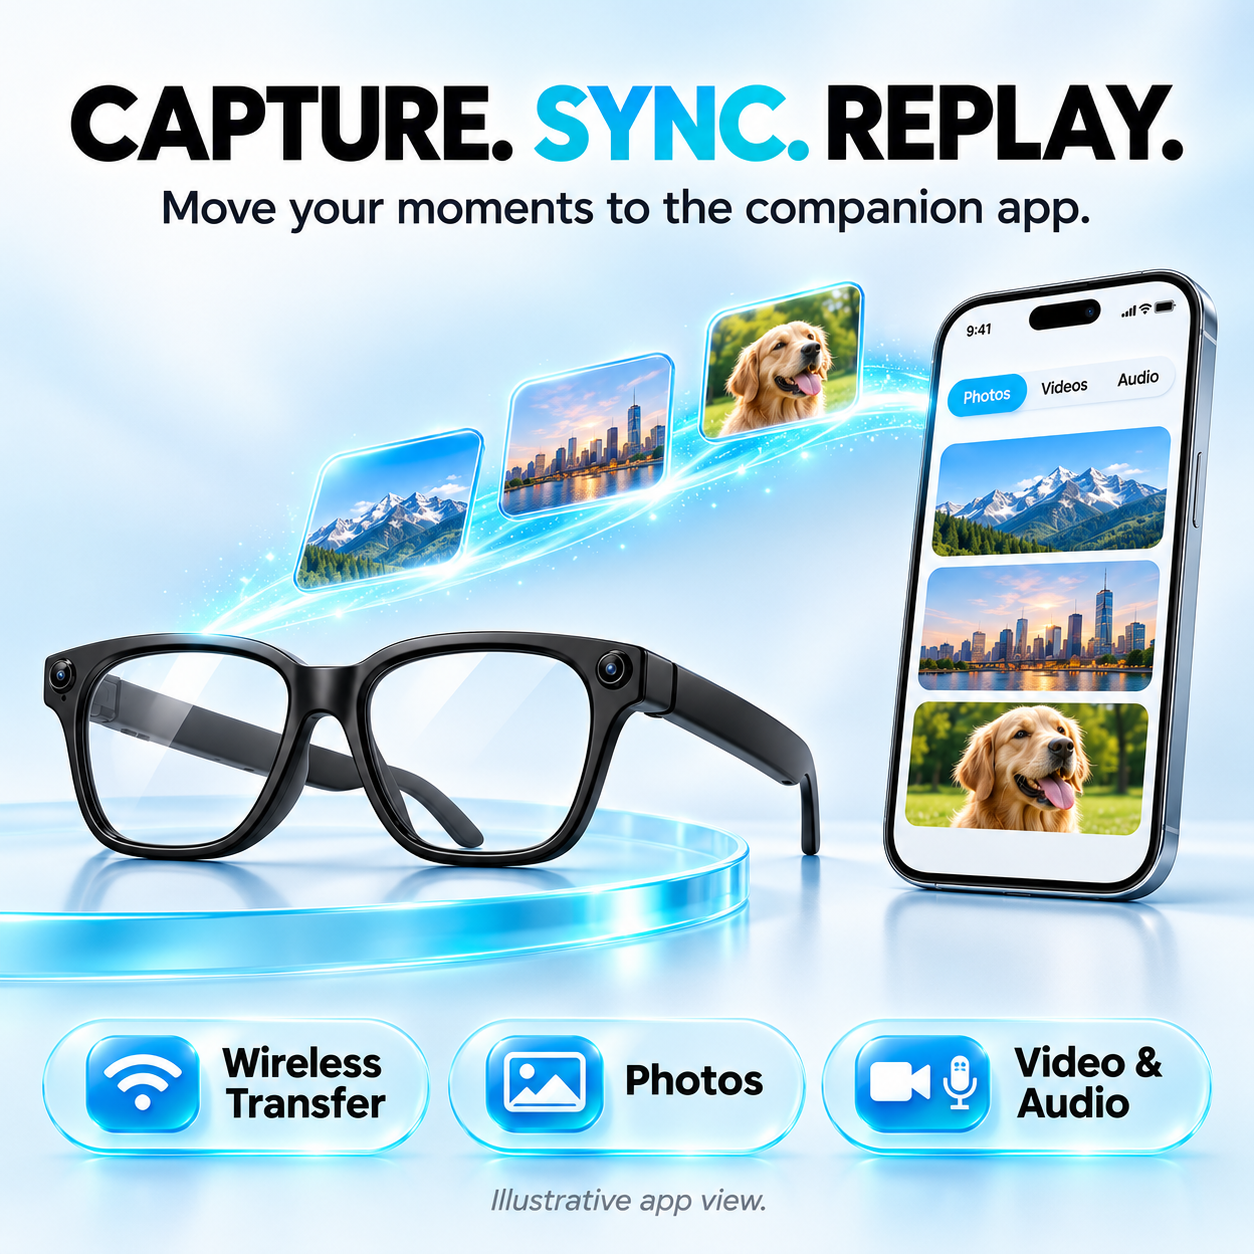 CAPTURE. SYNC. REPLAY.
Move your moments to the companion app.
9:41
Photos Videos Audio
Wireless
Transfer
Photos
Video &
Audio
Illustrative app view.